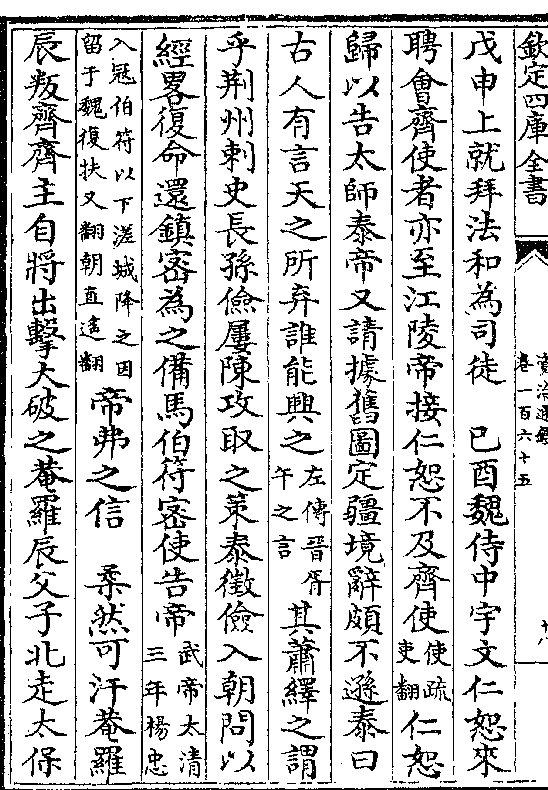 欽定四庫全書
資治通鑑
卷一百六十五
十八
戊申上就拜法和為司徒　己酉魏侍中宇文仁恕來
聘會齊使者亦至江陵帝接仁恕不及齊使使疏吏翻仁恕
歸以告太師泰帝又請據舊圖定疆境辭頗不遜泰曰
古人有言天之所弃誰能興之左傳晉胥午之言其蕭繹之謂
乎荆州刺史長孫儉屢陳攻取之策泰徵儉入朝問以
經畧復命還鎮宻為之備馬伯符宻使告帝武帝太清三年楊忠
入冦伯符以下溠城降之因留于魏復扶又翻朝直遙翻帝弗之信　柔然可汗菴羅
辰叛齊齊主自將出擊大破之菴羅辰父子北走太保